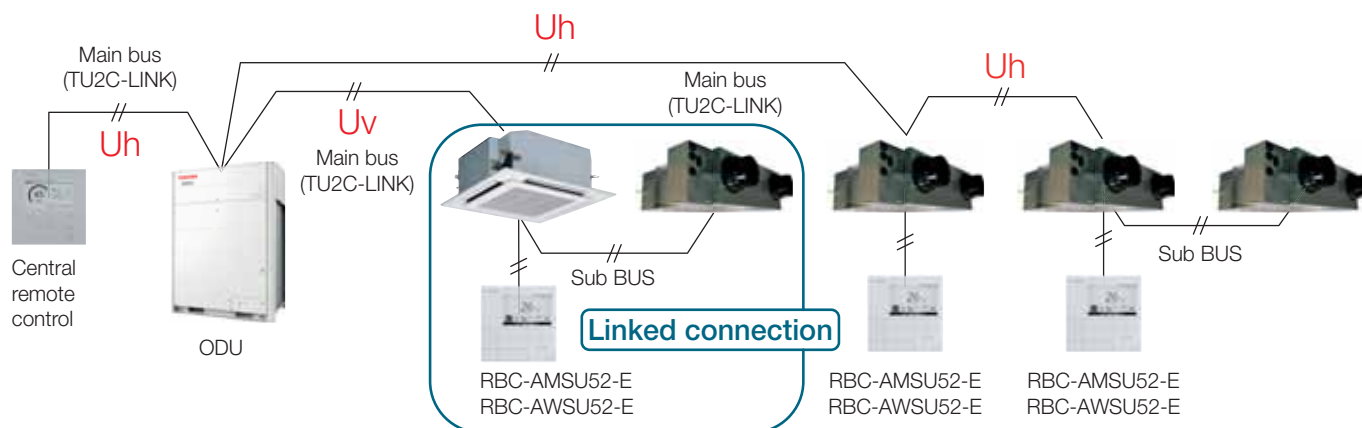 Uh
Main bus
(TU2C-LINK)
Uh
Main bus
(TU2C-LINK)
Uh
Uv
Main bus
(TU2C-LINK)
Sub BUS
Sub BUS
Central
remote
control
ODU
Linked connection
RBC-AMSU52-E
RBC-AWSU52-E
RBC-AMSU52-E
RBC-AWSU52-E
RBC-AMSU52-E
RBC-AWSU52-E